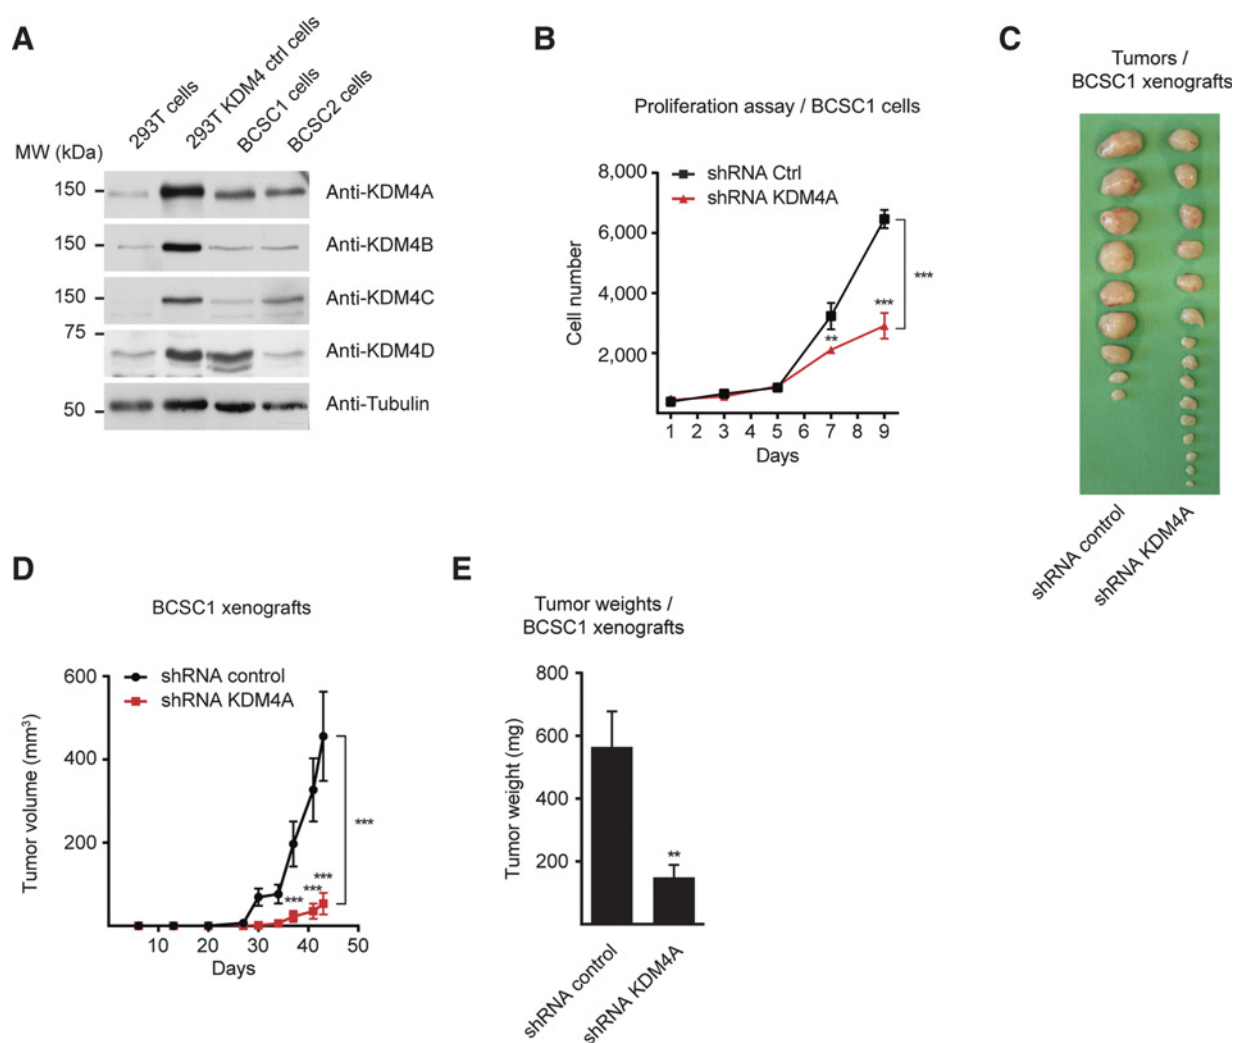 A
293T cells
293T KDM4 ctrl cells
BCSC1 cells
BCSC2 cells
MW (kDa)
150
Anti-KDM4A
150
Anti-KDM4B
150
Anti-KDM4C
75
Anti-KDM4D
50
Anti-Tubulin
B
Proliferation assay / BCSC1 cells
shRNA Ctrl
shRNA KDM4A
8,000
6,000
4,000
2,000
Cell number
***
***
**
1 2 3 4 5 6 7 8 9
Days
C
Tumors /
BCSC1 xenografts
shRNA control
shRNA KDM4A
D
BCSC1 xenografts
shRNA control
shRNA KDM4A
600
400
200
Tumor volume (mm³)
***
***
***
***
10 20 30 40 50
Days
E
Tumor weights /
BCSC1 xenografts
800
600
400
200
Tumor weight (mg)
**
shRNA control
shRNA KDM4A